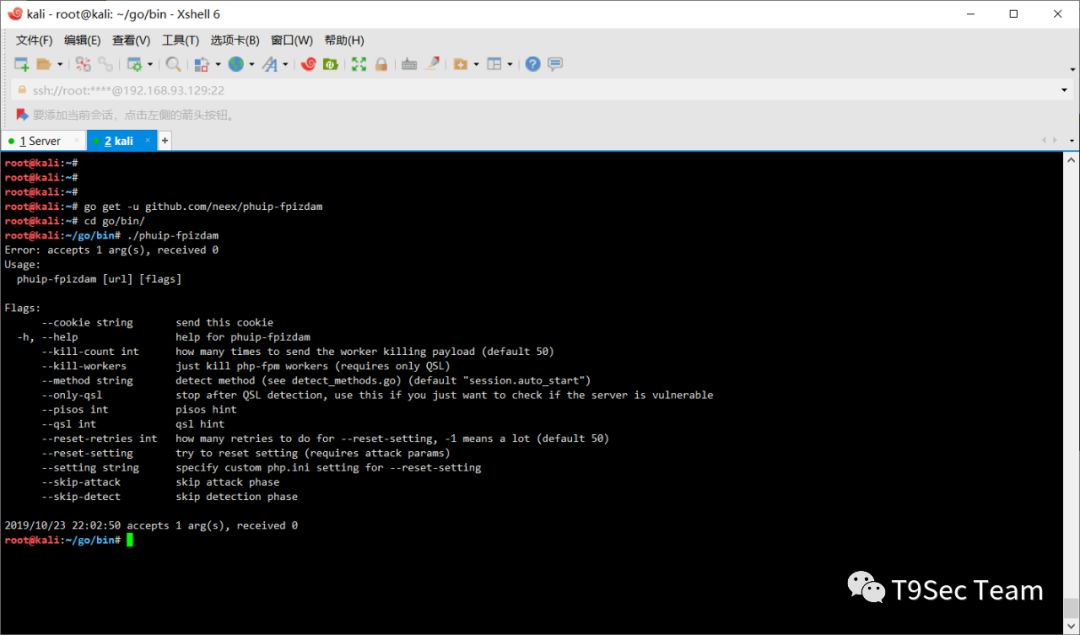 kali - root@kali: ~/go/bin - Xshell 6
文件(F) 编辑(E) 查看(V) 工具(T) 选项卡(B) 窗口(W) 帮助(H)
ssh://root:****@192.168.93.129:22
要添加当前会话，点击左侧的箭头按钮。
1 Server × 2 kali × +
root@kali:~#
root@kali:~#
root@kali:~#
root@kali:~# go get -u github.com/neex/phuip-fpizdam
root@kali:~# cd go/bin/
root@kali:~/go/bin# ./phuip-fpizdam
Error: accepts 1 arg(s), received 0
Usage:
  phuip-fpizdam [url] [flags]
Flags:
      --cookie string       send this cookie
  -h, --help                help for phuip-fpizdam
      --kill-count int      how many times to send the worker killing payload (default 50)
      --kill-workers        just kill php-fpm workers (requires only QSL)
      --method string       detect method (see detect_methods.go) (default "session.auto_start")
      --only-qsl            stop after QSL detection, use this if you just want to check if the server is vulnerable
      --pisos int           pisos hint
      --qsl int             qsl hint
      --reset-retries int   how many retries to do for --reset-setting, -1 means a lot (default 50)
      --reset-setting       try to reset setting (requires attack params)
      --setting string      specify custom php.ini setting for --reset-setting
      --skip-attack         skip attack phase
      --skip-detect         skip detection phase
2019/10/23 22:02:50 accepts 1 arg(s), received 0
root@kali:~/go/bin#
T9Sec Team